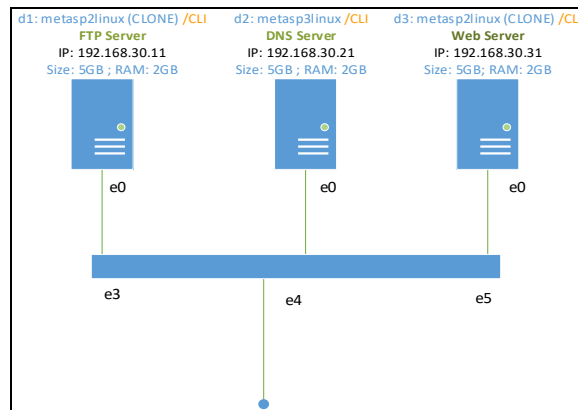 d1: metasp2linux (CLONE) /CLI
FTP Server
IP: 192.168.30.11
Size: 5GB ; RAM: 2GB
d2: metasp3linux /CLI
DNS Server
IP: 192.168.30.21
Size: 5GB ; RAM: 2GB
d3: metasp2linux (CLONE) /CLI
Web Server
IP: 192.168.30.31
Size: 5GB; RAM: 2GB
e0
e0
e0
e3
e4
e5